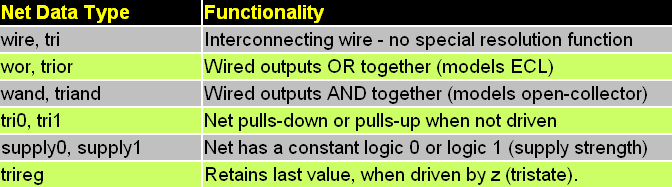 Net Data Type Functionality
wire, tri Interconnecting wire - no special resolution function
wor, trior Wired outputs OR together (models ECL)
wand, triand Wired outputs AND together (models open-collector)
tri0, tri1 Net pulls-down or pulls-up when not driven
supply0, supply1 Net has a constant logic 0 or logic 1 (supply strength)
trireg Retains last value, when driven by z (tristate).